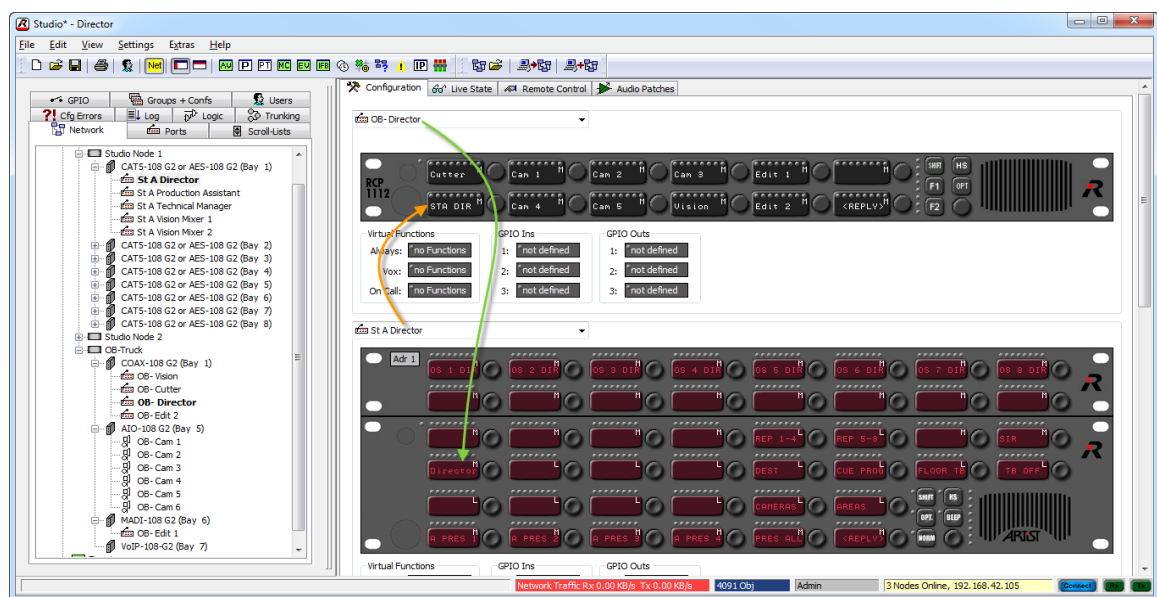 Studio* - Director
File Edit View Settings Extras Help
Net AV P PT MC EV IFB IP
GPIO Groups + Confs Users
Cfg Errors Log Logic Trunking
Network Ports Scroll-Lists
Studio Node 1
CAT5-108 G2 or AES-108 G2 (Bay 1)
St A Director
St A Production Assistant
St A Technical Manager
St A Vision Mixer 1
St A Vision Mixer 2
CAT5-108 G2 or AES-108 G2 (Bay 2)
CAT5-108 G2 or AES-108 G2 (Bay 3)
CAT5-108 G2 or AES-108 G2 (Bay 4)
CAT5-108 G2 or AES-108 G2 (Bay 5)
CAT5-108 G2 or AES-108 G2 (Bay 6)
CAT5-108 G2 or AES-108 G2 (Bay 7)
CAT5-108 G2 or AES-108 G2 (Bay 8)
Studio Node 2
OB-Truck
COAX-108 G2 (Bay 1)
OB- Vision
OB- Cutter
OB- Director
OB- Edit 2
AIO-108 G2 (Bay 5)
OB- Cam 1
OB- Cam 2
OB- Cam 3
OB- Cam 4
OB- Cam 5
OB- Cam 6
MADI-108 G2 (Bay 6)
OB- Edit 1
VoIP-108-G2 (Bay 7)
Configuration Live State Remote Control Audio Patches
OB- Director
RCP 1112
Cutter M Cam 1 M Cam 2 M Cam 3 M Edit 1 M M SHIFT HS
F1 OPT
STA DIR M Cam 4 M Cam 5 M Vision M Edit 2 M <REPLY> M F2
Virtual Functions GPIO Ins GPIO Outs
Always: no Functions 1: not defined 1: not defined
Vox: no Functions 2: not defined 2: not defined
On Call: no Functions 3: not defined 3: not defined
St A Director
Adr 1
OS 1 DIR M OS 2 DIR M OS 3 DIR M OS 4 DIR M OS 5 DIR M OS 6 DIR M OS 7 DIR M OS 8 DIR M
M M M M M M M M
M M M M REP 1-4 L REP 5-8 L M SIR M
Director M L L L DEST L CUE PROG L FLOOR TB L TB OFF L
L L L L CAMERAS L AREAS L SHIFT HS
OPT. BEEP
A PRES 1 M A PRES 2 M A PRES 3 M A PRES 4 M PRES ALL M <REPLY> M NORM ARTIST
Virtual Functions GPIO Ins GPIO Outs
Network Traffic Rx 0.00 KB/s Tx 0.00 KB/s 4091 Obj Admin 3 Nodes Online, 192.168.42.105 Connect Rx Tx